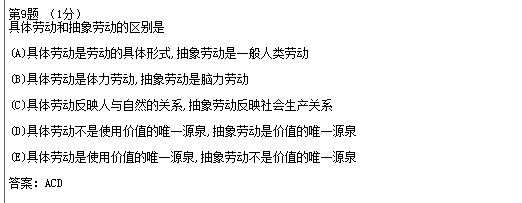 第9题 （1分）
具体劳动和抽象劳动的区别是
(A)具体劳动是劳动的具体形式,抽象劳动是一般人类劳动
(B)具体劳动是体力劳动,抽象劳动是脑力劳动
(C)具体劳动反映人与自然的关系,抽象劳动反映社会生产关系
(D)具体劳动不是使用价值的唯一源泉,抽象劳动是价值的唯一源泉
(E)具体劳动是使用价值的唯一源泉,抽象劳动不是价值的唯一源泉
答案：ACD